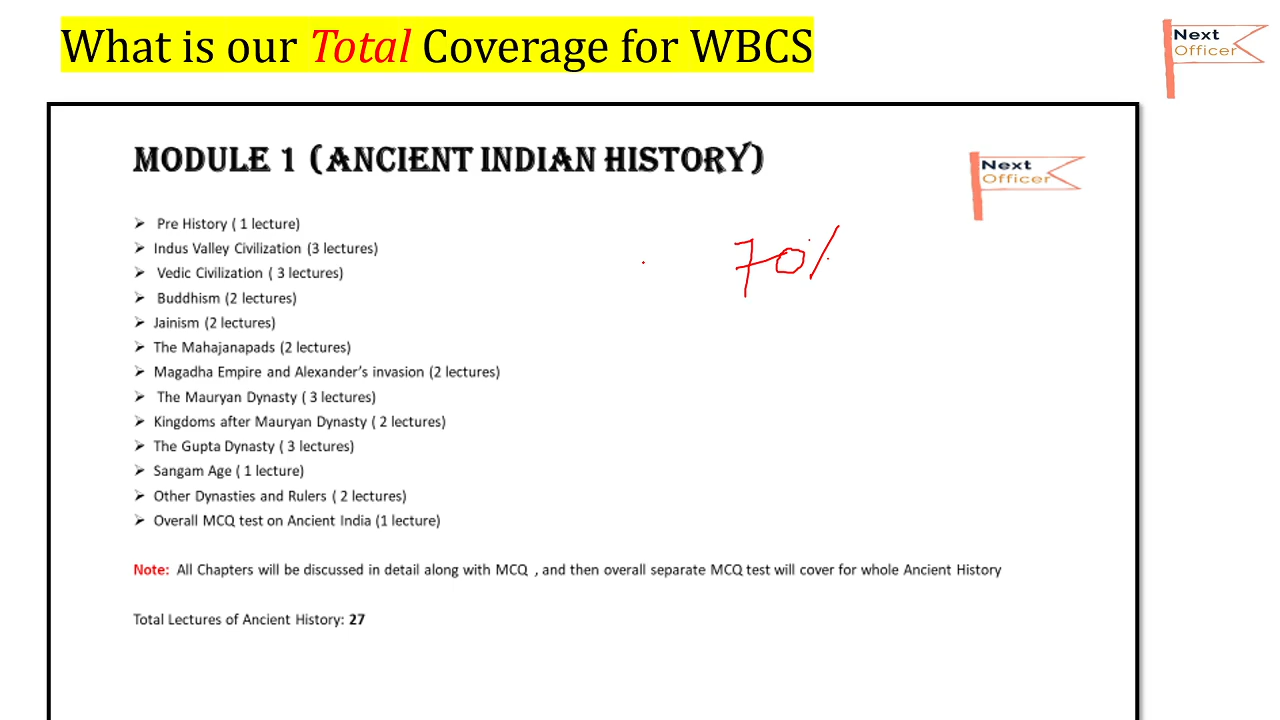 What is our Total Coverage for WBCS
Next
Officer
MODULE 1 (ANCIENT INDIAN HISTORY)
Next
Officer
➢ Pre History ( 1 lecture)
➢ Indus Valley Civilization (3 lectures)
➢ Vedic Civilization ( 3 lectures)
➢ Buddhism (2 lectures)
➢ Jainism (2 lectures)
➢ The Mahajanapads (2 lectures)
➢ Magadha Empire and Alexander’s invasion (2 lectures)
➢ The Mauryan Dynasty ( 3 lectures)
➢ Kingdoms after Mauryan Dynasty ( 2 lectures)
➢ The Gupta Dynasty ( 3 lectures)
➢ Sangam Age ( 1 lecture)
➢ Other Dynasties and Rulers ( 2 lectures)
➢ Overall MCQ test on Ancient India (1 lecture)
70%
Note: All Chapters will be discussed in detail along with MCQ , and then overall separate MCQ test will cover for whole Ancient History
Total Lectures of Ancient History: 27